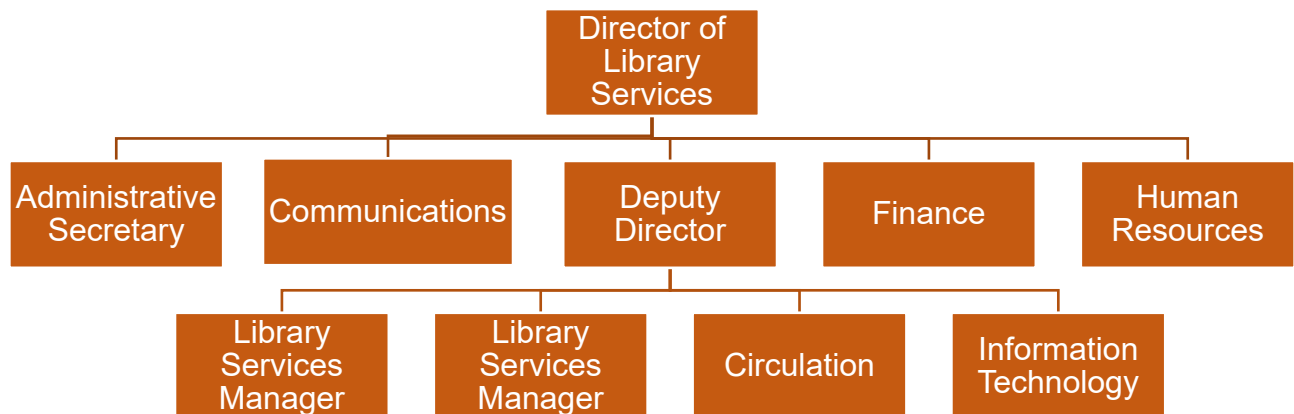 Director of
Library
Services
Administrative
Secretary
Communications
Deputy
Director
Finance
Human
Resources
Library
Services
Manager
Library
Services
Manager
Circulation
Information
Technology